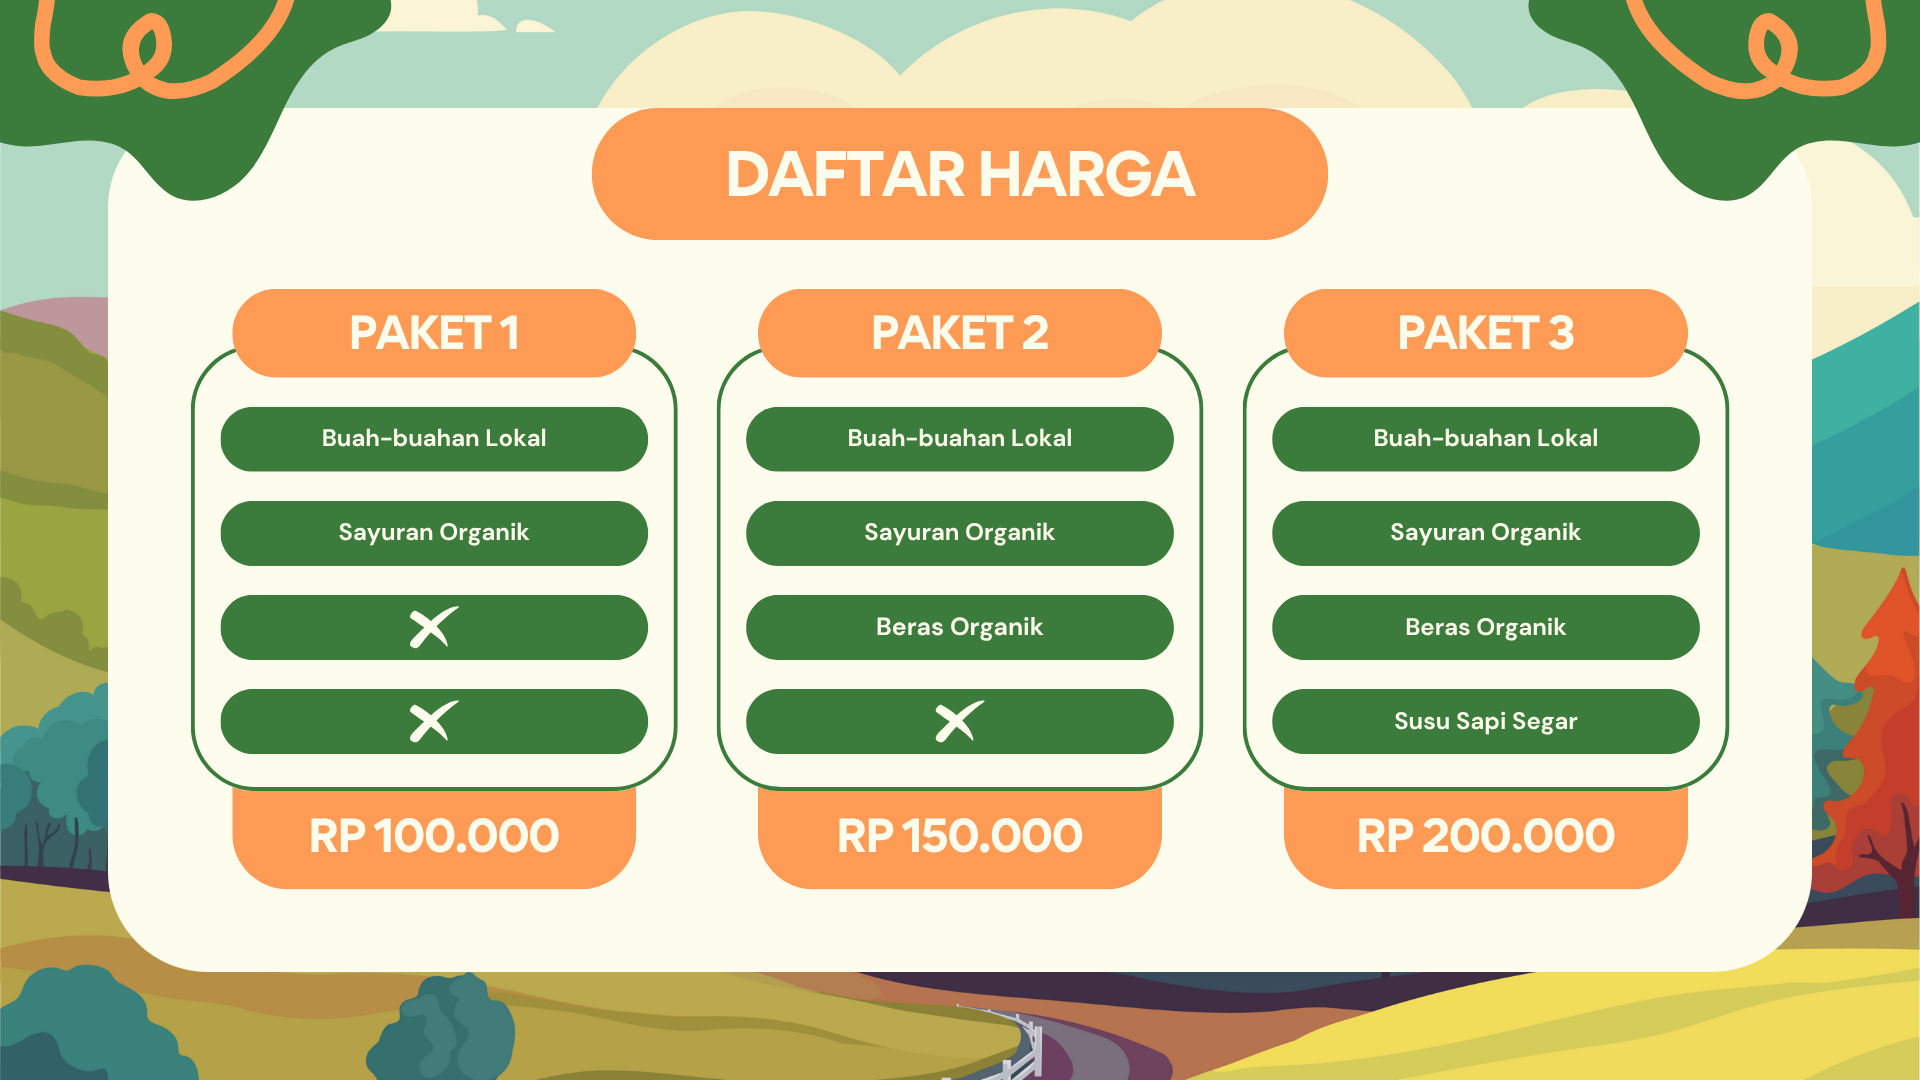 DAFTAR HARGA
PAKET 1
Buah-buahan Lokal
Sayuran Organik
RP 100.000
PAKET 2
Buah-buahan Lokal
Sayuran Organik
Beras Organik
RP 150.000
PAKET 3
Buah-buahan Lokal
Sayuran Organik
Beras Organik
Susu Sapi Segar
RP 200.000